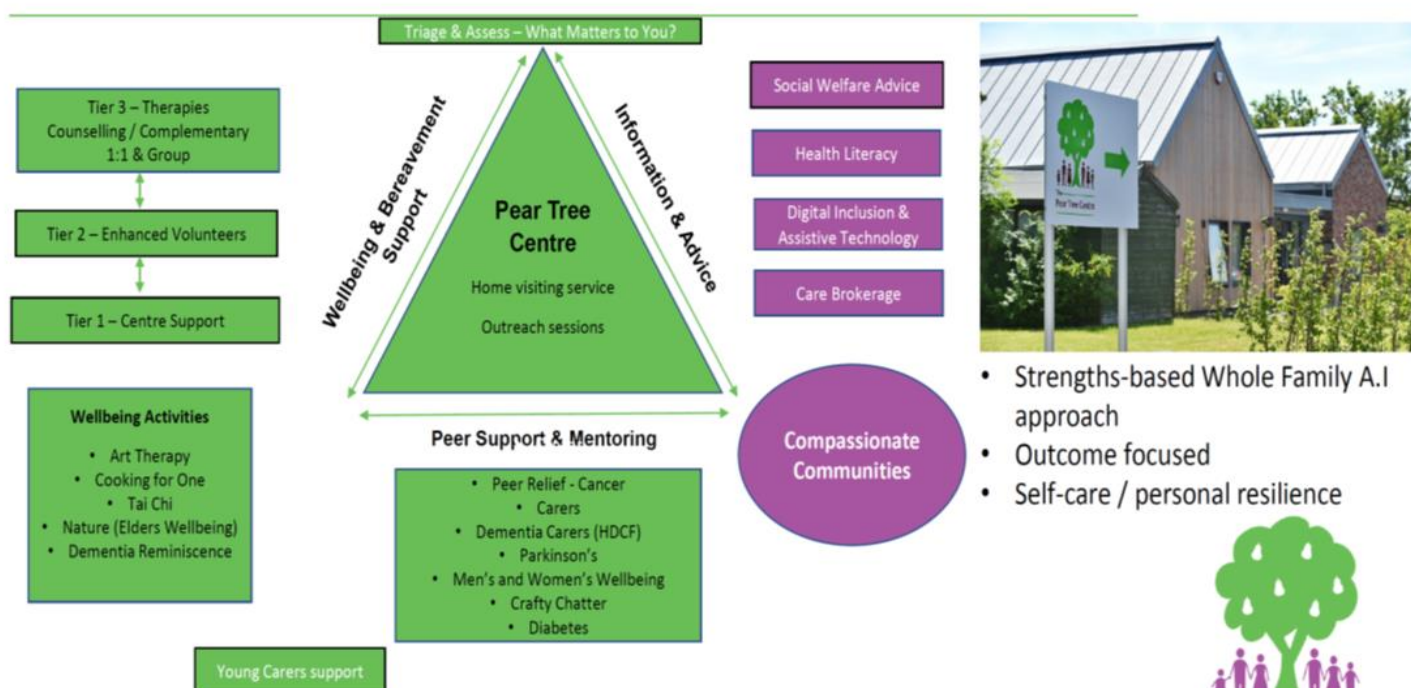 Triage & Assess – What Matters to You?
Tier 3 – Therapies
Counselling / Complementary
1:1 & Group
Tier 2 – Enhanced Volunteers
Tier 1 – Centre Support
Wellbeing Activities
• Art Therapy
• Cooking for One
• Tai Chi
• Nature (Elders Wellbeing)
• Dementia Reminiscence
Wellbeing & Bereavement
Support
Pear Tree
Centre
Home visiting service
Outreach sessions
Information & Advice
Peer Support & Mentoring
• Peer Relief - Cancer
• Carers
• Dementia Carers (HDCF)
• Parkinson's
• Men's and Women's Wellbeing
• Crafty Chatter
• Diabetes
Young Carers support
Social Welfare Advice
Health Literacy
Digital Inclusion &
Assistive Technology
Care Brokerage
Compassionate
Communities
The
Pear Tree Centre
• Strengths-based Whole Family A.I
approach
• Outcome focused
• Self-care / personal resilience